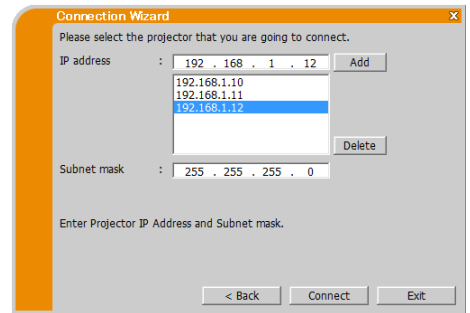 Connection Wizard x
Please select the projector that you are going to connect.
IP address : 192 . 168 . 1 . 12 Add
192.168.1.10
192.168.1.11
192.168.1.12
Delete
Subnet mask : 255 . 255 . 255 . 0
Enter Projector IP Address and Subnet mask.
< Back Connect Exit